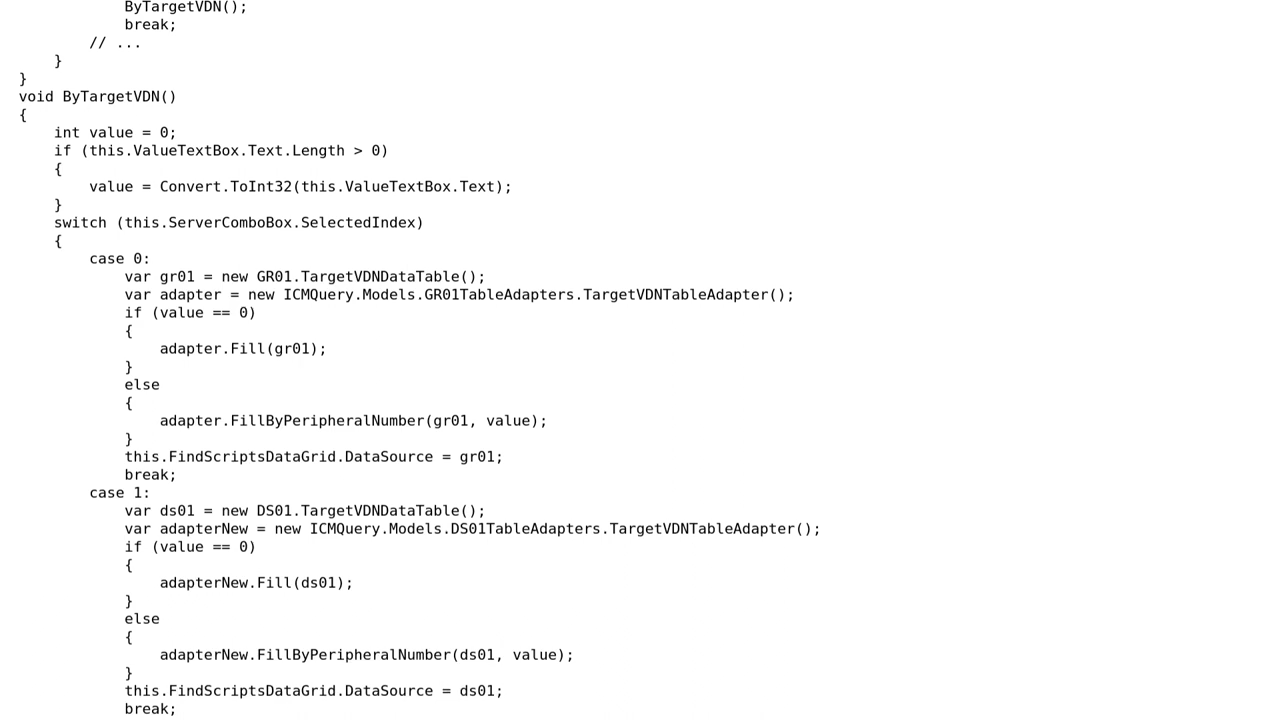 ByTargetVDN();
            break;
        // ...
    }
}
void ByTargetVDN()
{
    int value = 0;
    if (this.ValueTextBox.Text.Length > 0)
    {
        value = Convert.ToInt32(this.ValueTextBox.Text);
    }
    switch (this.ServerComboBox.SelectedIndex)
    {
        case 0:
            var gr01 = new GR01.TargetVDNDataTable();
            var adapter = new ICMQuery.Models.GR01TableAdapters.TargetVDNTableAdapter();
            if (value == 0)
            {
                adapter.Fill(gr01);
            }
            else
            {
                adapter.FillByPeripheralNumber(gr01, value);
            }
            this.FindScriptsDataGrid.DataSource = gr01;
            break;
        case 1:
            var ds01 = new DS01.TargetVDNDataTable();
            var adapterNew = new ICMQuery.Models.DS01TableAdapters.TargetVDNTableAdapter();
            if (value == 0)
            {
                adapterNew.Fill(ds01);
            }
            else
            {
                adapterNew.FillByPeripheralNumber(ds01, value);
            }
            this.FindScriptsDataGrid.DataSource = ds01;
            break;